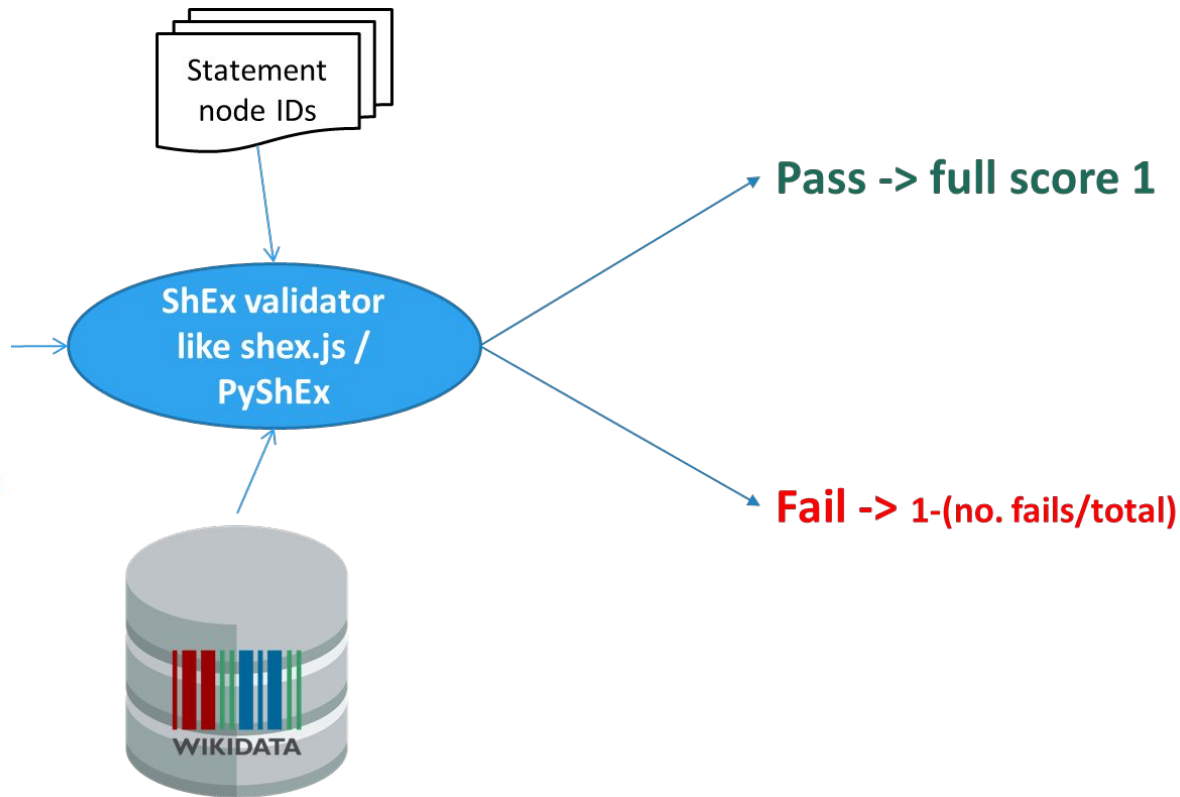 Statement
node IDs
Pass -> full score 1
ShEx validator
like shex.js /
PyShEx
Fail -> 1-(no. fails/total)
WIKIDATA